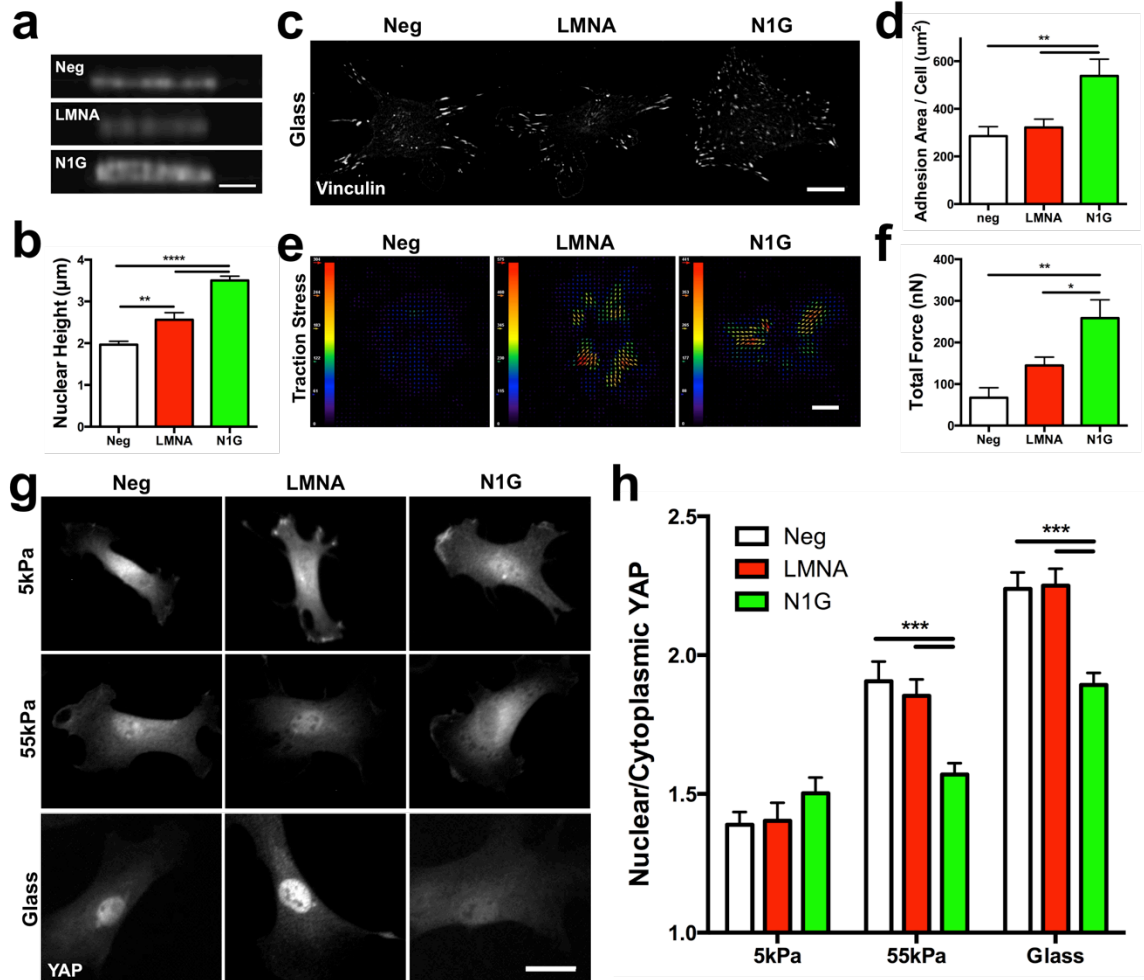 a
Neg
LMNA
N1G
b
Nuclear Height (µm)
4
3
2
1
0
****
**
Neg LMNA N1G
c
Neg LMNA N1G
Glass
Vinculin
d
Adhesion Area / Cell (um²)
600
400
200
0
**
neg LMNA N1G
e
Neg LMNA N1G
Traction Stress
f
Total Force (nN)
400
300
200
100
0
**
*
Neg LMNA N1G
g
Neg LMNA N1G
5kPa
55kPa
Glass
YAP
h
Nuclear/Cytoplasmic YAP
2.5
2.0
1.5
1.0
Neg
LMNA
N1G
***
***
5kPa 55kPa Glass